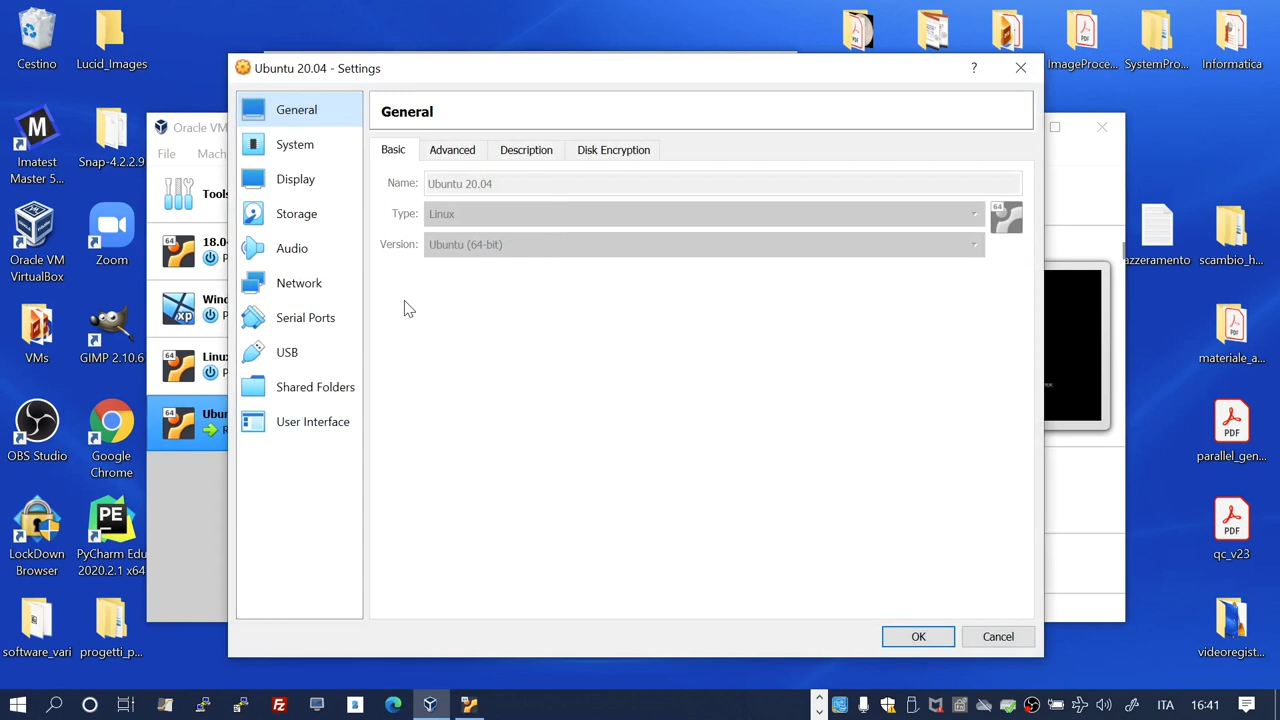 Cestino
Lucid_Images
ImageProce...
SystemPro...
Informatica
Imatest
Master 5...
Snap-4.2.2.9
Oracle VM
VirtualBox
Zoom
VMs
GIMP 2.10.6
OBS Studio
Google
Chrome
LockDown
Browser
PyCharm Edu
2020.2.1 x64
software_vari
progetti_p...
azzeramento
scambio_h...
materiale_a...
parallel_gen...
qc_v23
videoregist...
Oracle VM
File
Mach
Tools
18.0
Wind
Linux
Ubun
Ubuntu 20.04 - Settings
?
General
System
Display
Storage
Audio
Network
Serial Ports
USB
Shared Folders
User Interface
General
Basic
Advanced
Description
Disk Encryption
Name:
Ubuntu 20.04
Type:
Linux
64
Version:
Ubuntu (64-bit)
OK
Cancel
ITA
16:41